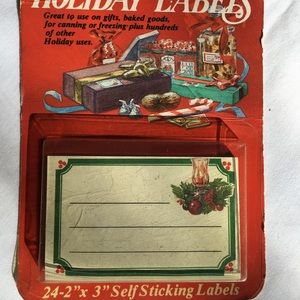 HOLIDAY LABELS
Great to use on gifts, baked goods,
for canning or freezing plus hundreds
of other
Holiday uses.
24-2"x 3" Self Sticking Labels